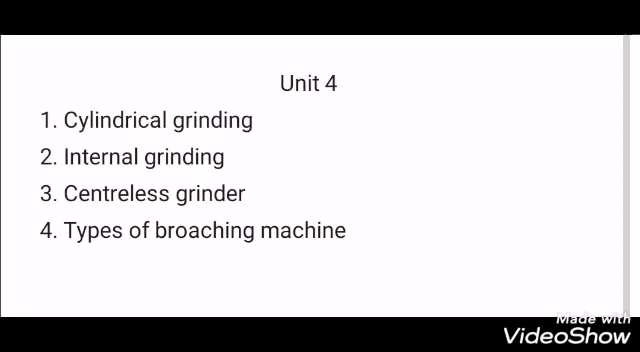 Unit 4
1. Cylindrical grinding
2. Internal grinding
3. Centreless grinder
4. Types of broaching machine
Made with
VideoShow